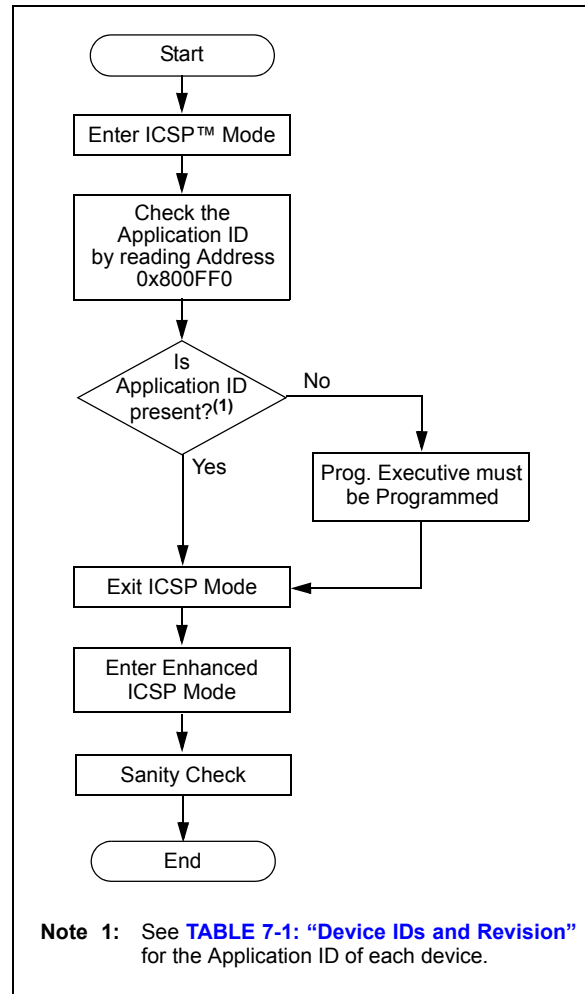 Start
Enter ICSP™ Mode
Check the
Application ID
by reading Address
0x800FF0
Is
Application ID
present?(1)
No
Yes
Prog. Executive must
be Programmed
Exit ICSP Mode
Enter Enhanced
ICSP Mode
Sanity Check
End
Note 1: See TABLE 7-1: “Device IDs and Revision”
for the Application ID of each device.